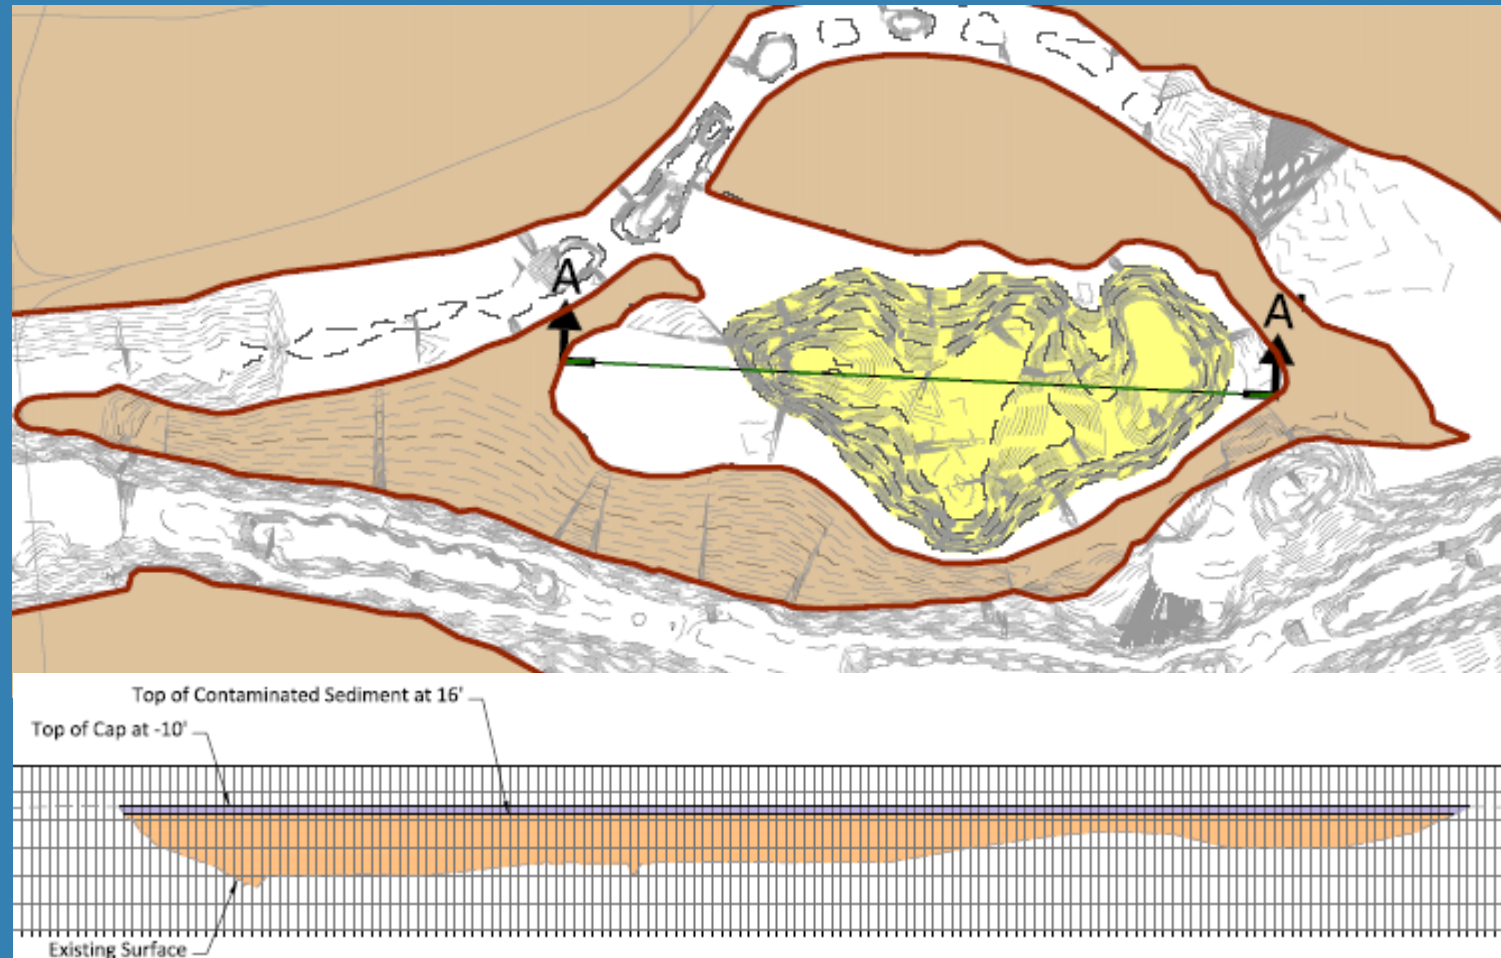 A
A'
Top of Contaminated Sediment at 16'
Top of Cap at -10'
Existing Surface